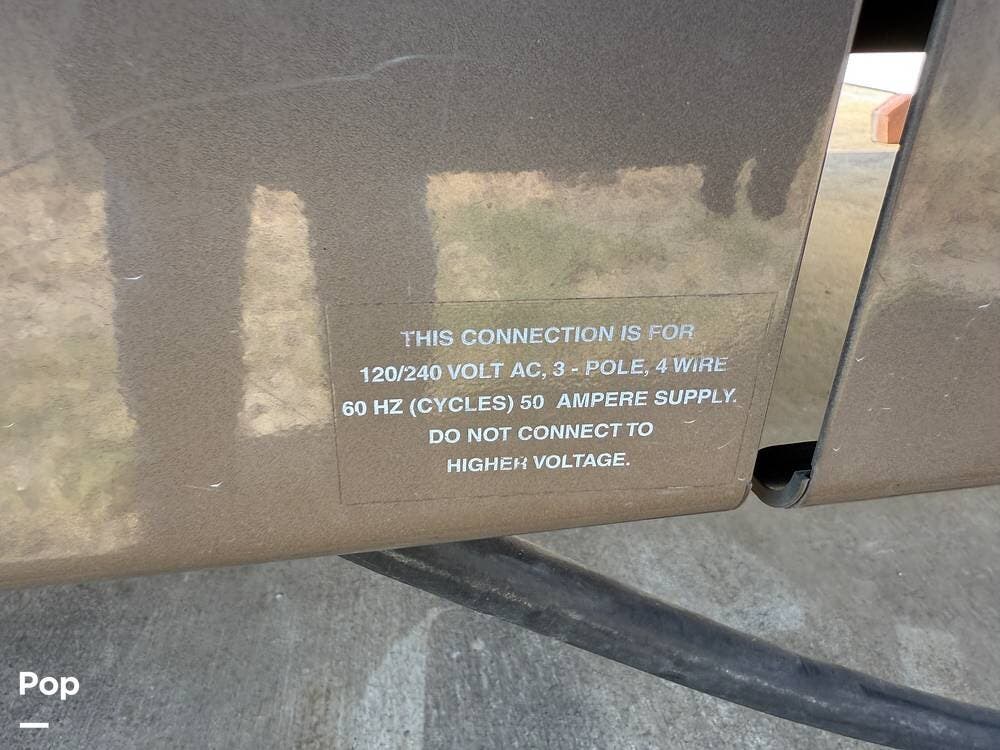 THIS CONNECTION IS FOR
120/240 VOLT AC, 3 - POLE, 4 WIRE
60 HZ (CYCLES) 50 AMPERE SUPPLY.
DO NOT CONNECT TO
HIGHER VOLTAGE.
Pop